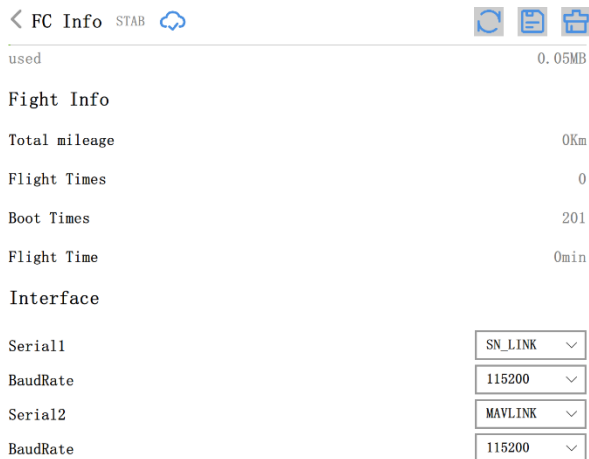 FC Info STAB
used 0.05MB
Fight Info
Total mileage 0Km
Flight Times 0
Boot Times 201
Flight Time 0min
Interface
Serial1 SN_LINK
BaudRate 115200
Serial2 MAVLINK
BaudRate 115200